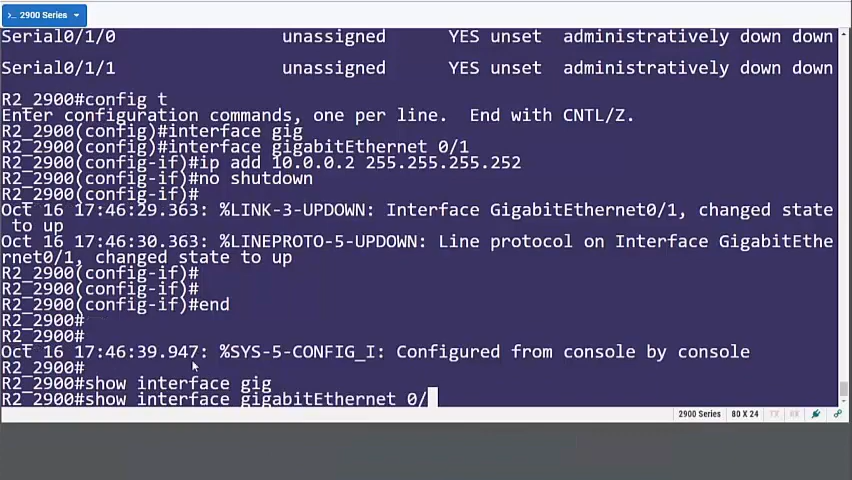 >_ 2900 Series
Serial0/1/0 unassigned YES unset administratively down down
Serial0/1/1 unassigned YES unset administratively down down
R2_2900#config t
Enter configuration commands, one per line. End with CNTL/Z.
R2_2900(config)#interface gig
R2_2900(config)#interface gigabitEthernet 0/1
R2_2900(config-if)#ip add 10.0.0.2 255.255.255.252
R2_2900(config-if)#no shutdown
R2_2900(config-if)#
Oct 16 17:46:29.363: %LINK-3-UPDOWN: Interface GigabitEthernet0/1, changed state
to up
Oct 16 17:46:30.363: %LINEPROTO-5-UPDOWN: Line protocol on Interface GigabitEthe
rnet0/1, changed state to up
R2_2900(config-if)#
R2_2900(config-if)#
R2_2900(config-if)#end
R2_2900#
R2_2900#
Oct 16 17:46:39.947: %SYS-5-CONFIG_I: Configured from console by console
R2_2900#
R2_2900#show interface gig
R2_2900#show interface gigabitEthernet 0/
2900 Series 80 X 24 TX RX